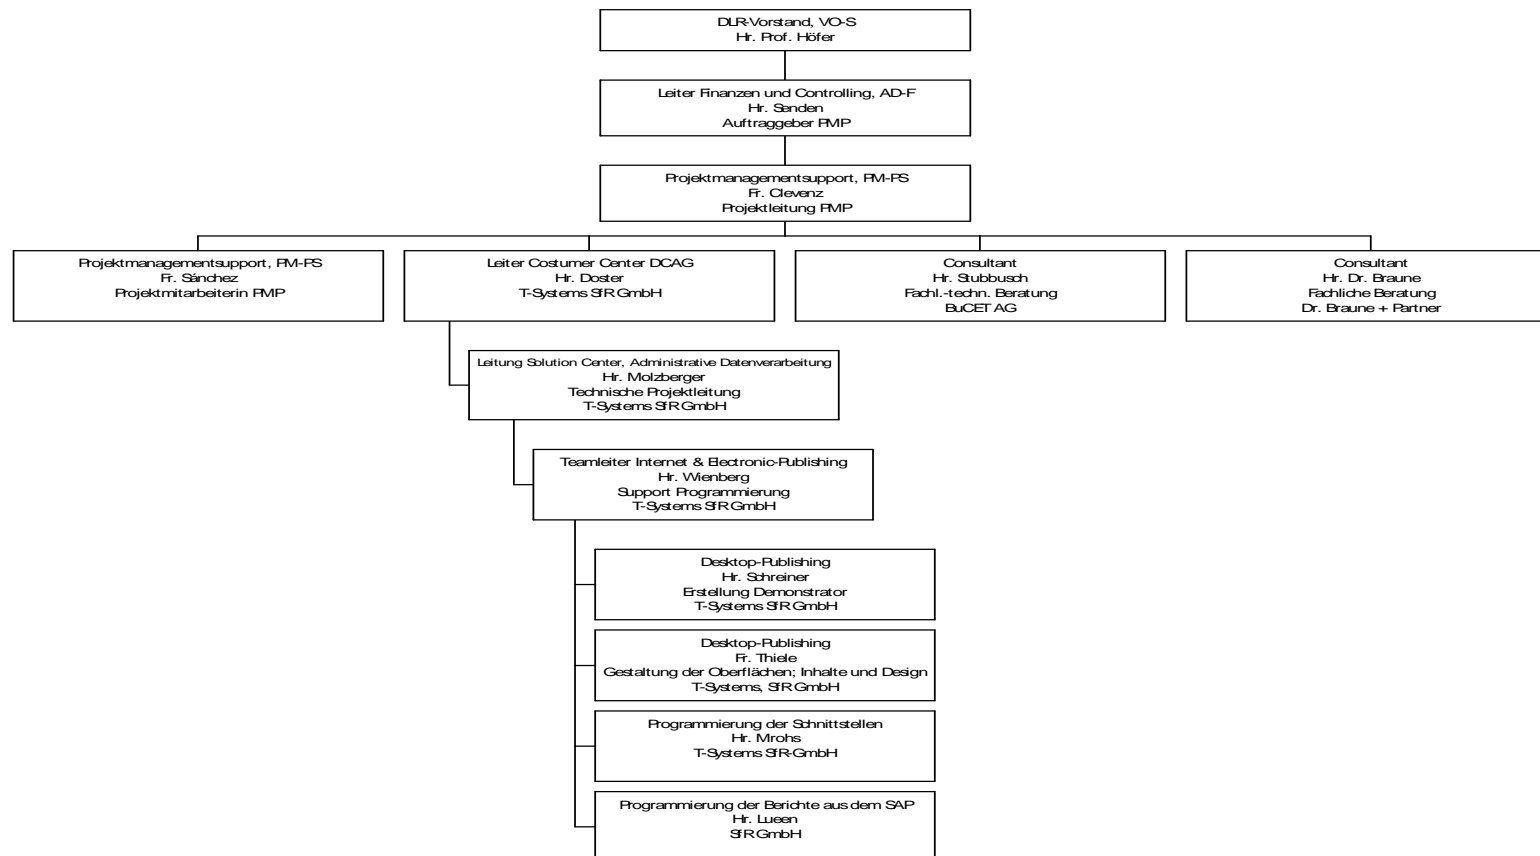 DLR-Vorstand, VO-S
Hr. Prof. Höfer
Leiter Finanzen und Controlling, AD-F
Hr. Senden
Auftraggeber PMP
Projektmanagementsupport, PM-PS
Fr. Clevenz
Projektleitung PMP
Projektmanagementsupport, PM-PS
Fr. Sánchez
Projektmitarbeiterin PMP
Leiter Costumer Center DCAG
Hr. Doster
T-Systems SfR GmbH
Consultant
Hr. Stubbusch
Fachl.-techn. Beratung
BuCET AG
Consultant
Hr. Dr. Braune
Fachliche Beratung
Dr. Braune + Partner
Leitung Solution Center, Administrative Datenverarbeitung
Hr. Molzberger
Technische Projektleitung
T-Systems SfR GmbH
Teamleiter Internet & Electronic-Publishing
Hr. Wienberg
Support Programmierung
T-Systems SfR GmbH
Desktop-Publishing
Hr. Schreiner
Erstellung Demonstrator
T-Systems SfR GmbH
Desktop-Publishing
Fr. Thiele
Gestaltung der Oberflächen; Inhalte und Design
T-Systems, SfR GmbH
Programmierung der Schnittstellen
Hr. Mrohs
T-Systems SfR-GmbH
Programmierung der Berichte aus dem SAP
Hr. Lueen
SfR GmbH